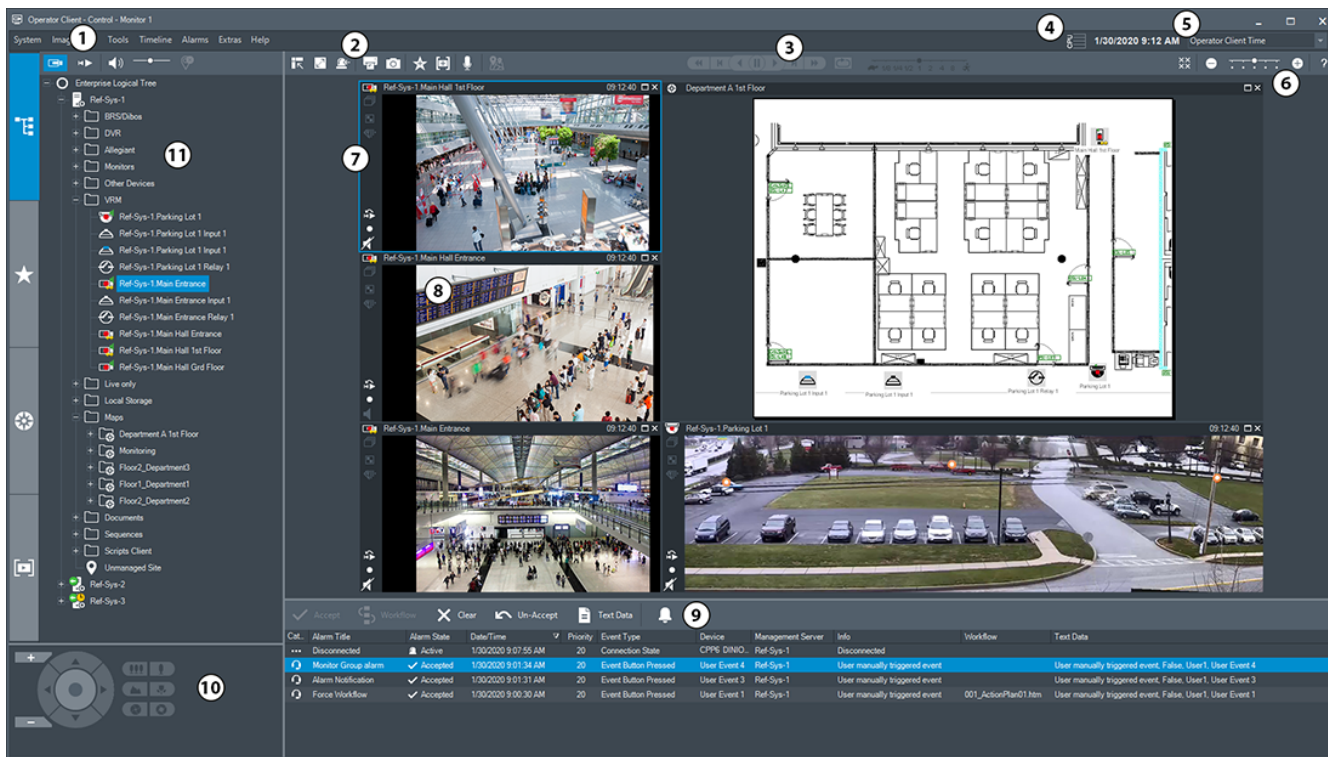 Operator Client - Control - Monitor 1
System Imag Tools Timeline Alarms Extras Help
1
2
3
4
1/30/2020 9:12 AM
5
Operator Client Time
6
Enterprise Logical Tree
Ref-Sys-1
BRS/Dibos
DVR
Allegiant
11
Monitors
Other Devices
VRM
Ref-Sys-1.Parking Lot 1
Ref-Sys-1.Parking Lot 1 Input 1
Ref-Sys-1.Parking Lot 1 Input 1
Ref-Sys-1.Parking Lot 1 Relay 1
Ref-Sys-1.Main Entrance
Ref-Sys-1.Main Entrance Input 1
Ref-Sys-1.Main Entrance Relay 1
Ref-Sys-1.Main Hall Entrance
Ref-Sys-1.Main Hall 1st Floor
Ref-Sys-1.Main Hall Grd Floor
Live only
Local Storage
Maps
Department A 1st Floor
Monitoring
Floor2_Department3
Floor1_Department1
Floor2_Department2
Documents
Sequences
Scripts Client
Unmanaged Site
Ref-Sys-2
Ref-Sys-3
10
Ref-Sys-1.Main Hall 1st Floor 09:12:40
7
Ref-Sys-1.Main Hall Entrance 09:12:40
8
Ref-Sys-1.Main Entrance 09:12:40
Department A 1st Floor
Main Hall 1st Floor
Parking Lot 1 Input 1
Parking Lot 1 Input 1
Parking Lot 1 Relay 1
Parking Lot 1
Ref-Sys-1.Parking Lot 1 09:12:40
Accept Workflow Clear Un-Accept Text Data 9
Cat.. Alarm Title Alarm State Date/Time Priority Event Type Device Management Server Info Workflow Text Data
Disconnected Active 1/30/2020 9:07:55 AM 20 Connection State CPP6 DINIO... Ref-Sys-1 Disconnected
Monitor Group alarm Accepted 1/30/2020 9:01:34 AM 20 Event Button Pressed User Event 4 Ref-Sys-1 User manually triggered event User manually triggered event, False, User1, User Event 4
Alarm Notification Accepted 1/30/2020 9:01:31 AM 20 Event Button Pressed User Event 3 Ref-Sys-1 User manually triggered event User manually triggered event, False, User1, User Event 3
Force Workflow Accepted 1/30/2020 9:00:30 AM 20 Event Button Pressed User Event 1 Ref-Sys-1 User manually triggered event 001_ActionPlan01.htm User manually triggered event, False, User1, User Event 1